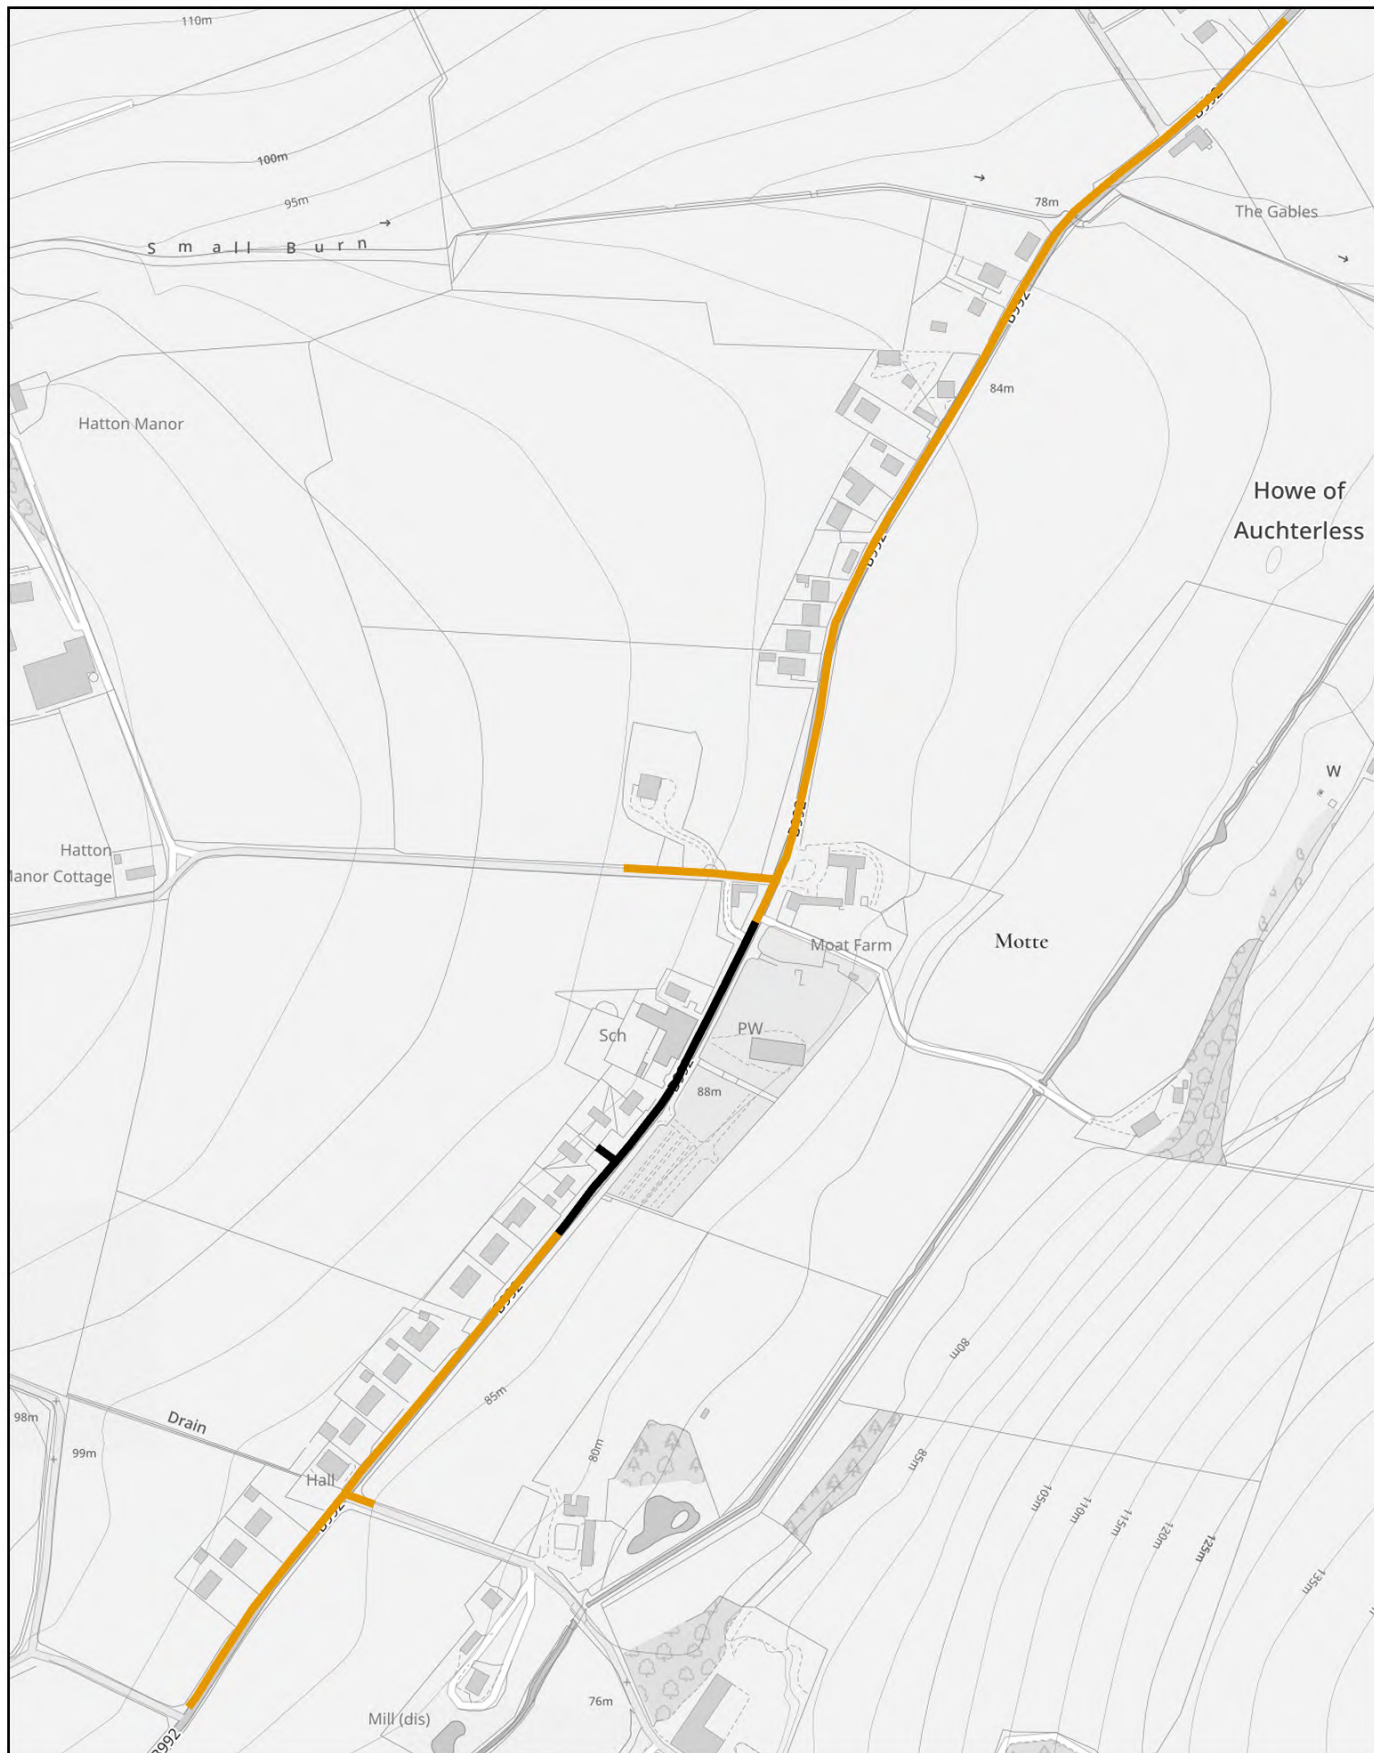 110m
B992
100m
95m
78m
The Gables
Small Burn
B992
84m
Hatton Manor
Howe of
Auchterless
B992
W
B992
Hatton
Manor Cottage
Motte
Moat Farm
Sch
PW
B992
88m
B992
80m
85m
98m
Drain
99m
80m
85m
Hall
105m
110m
115m
120m
125m
B992
135m
76m
Mill (dis)
B992